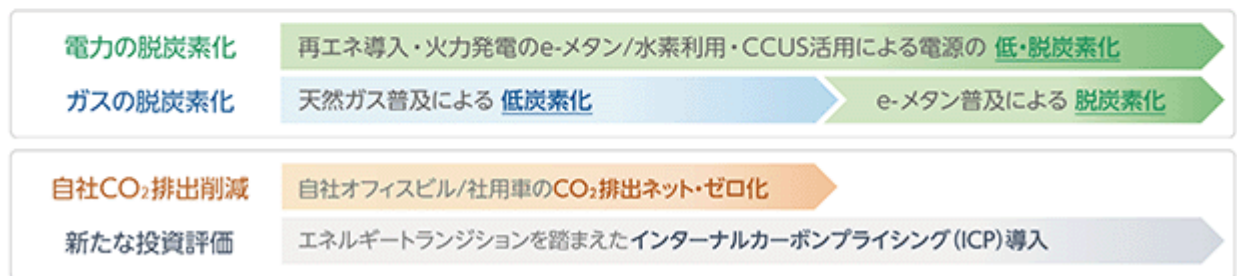 電力の脱炭素化 再エネ導入・火力発電のe-メタン/水素利用・CCUS活用による電源の 低・脱炭素化
ガスの脱炭素化 天然ガス普及による 低炭素化 e-メタン普及による 脱炭素化
自社CO₂排出削減 自社オフィスビル/社用車のCO₂排出ネット・ゼロ化
新たな投資評価 エネルギートランジションを踏まえたインターナルカーボンプライシング(ICP)導入